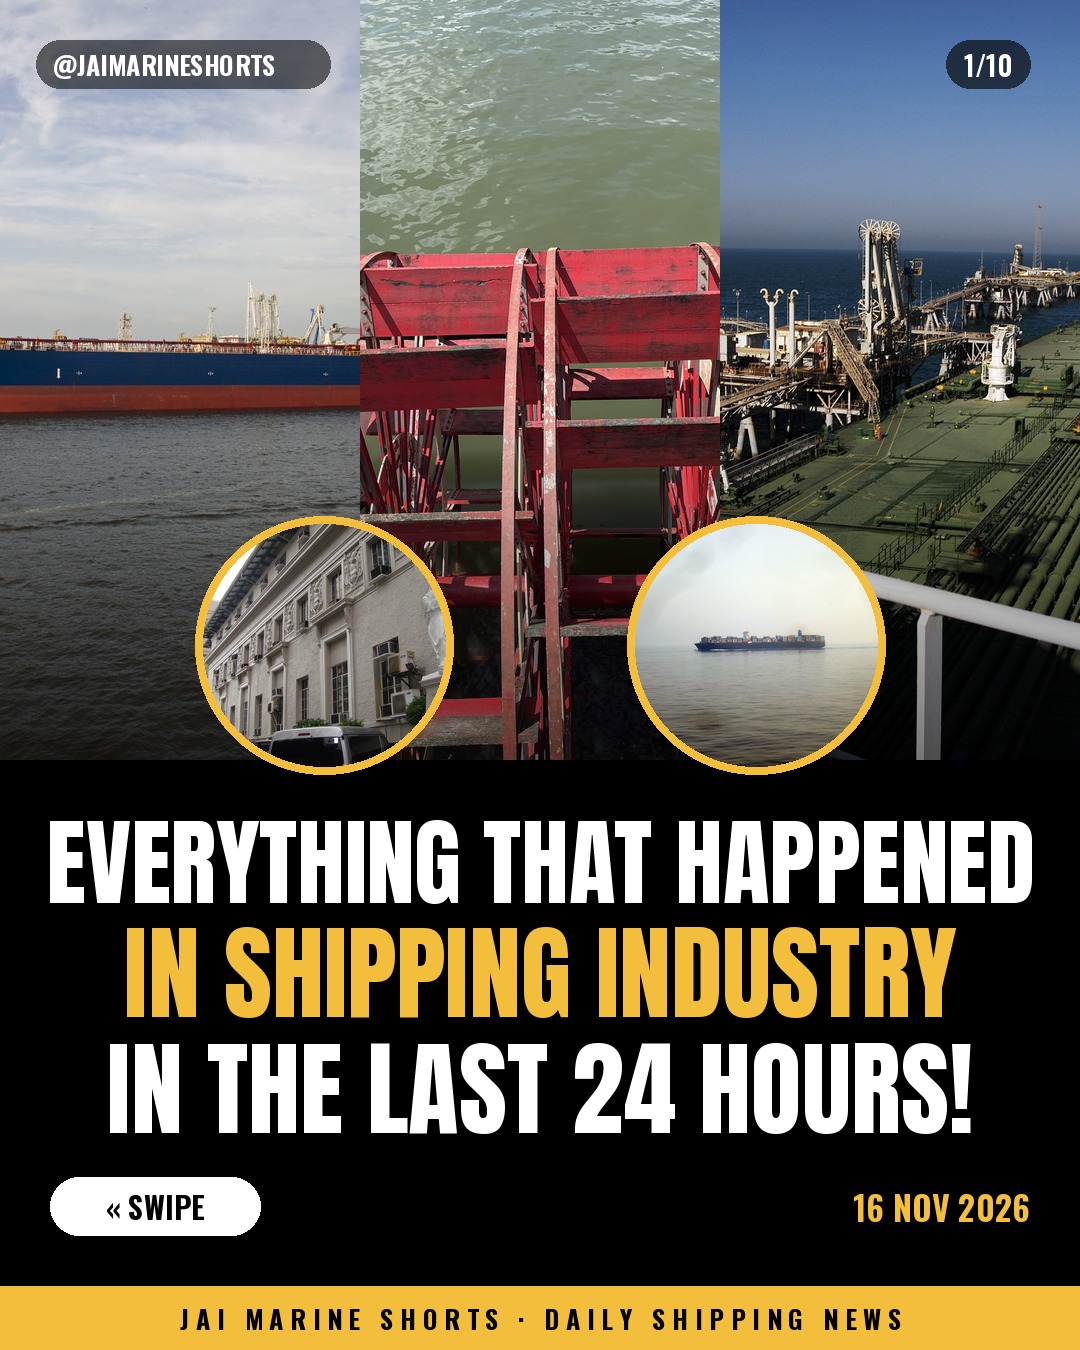 @JAIMARINESHORTS
1/10
EVERYTHING THAT HAPPENED
IN SHIPPING INDUSTRY
IN THE LAST 24 HOURS!
« SWIPE
16 NOV 2026
JAI MARINE SHORTS · DAILY SHIPPING NEWS